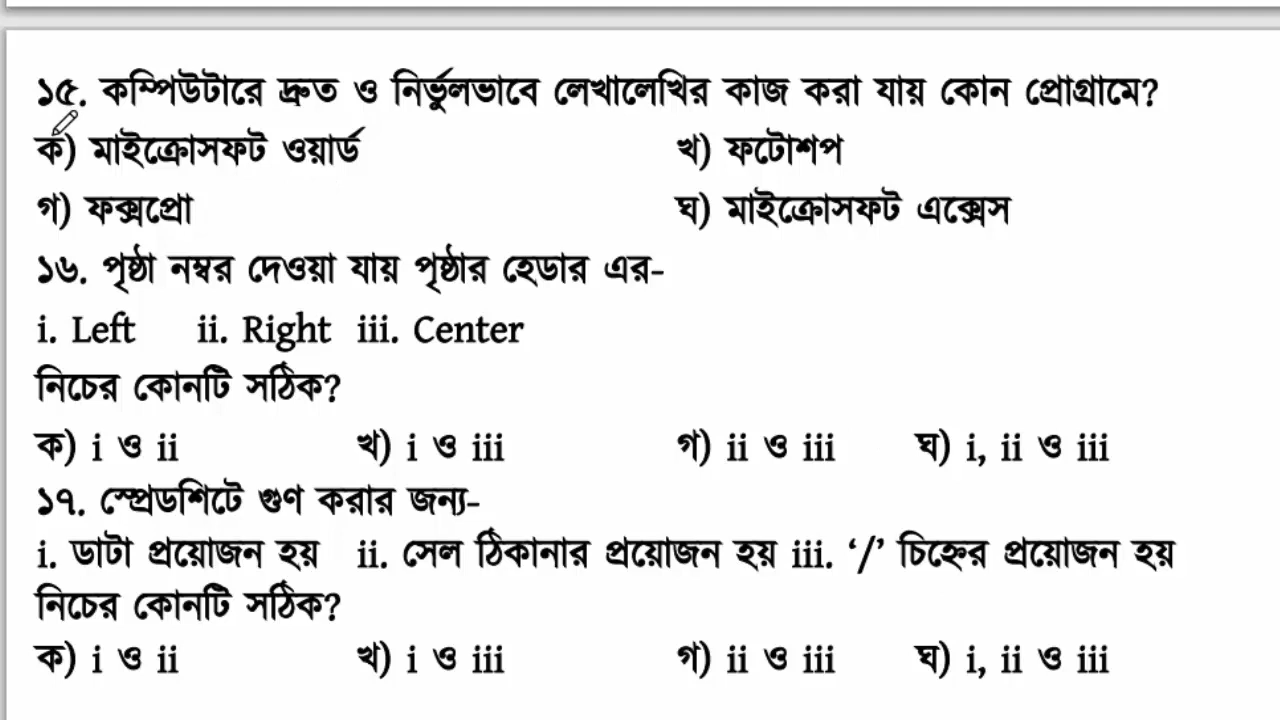 ১৫. কম্পিউটারে দ্রুত ও নির্ভুলভাবে লেখালেখির কাজ করা যায় কোন প্রোগ্রামে?
ক) মাইক্রোসফট ওয়ার্ড খ) ফটোশপ
গ) ফক্সপ্রো ঘ) মাইক্রোসফট এক্সেস
১৬. পৃষ্ঠা নম্বর দেওয়া যায় পৃষ্ঠার হেডার এর-
i. Left ii. Right iii. Center
নিচের কোনটি সঠিক?
ক) i ও ii খ) i ও iii গ) ii ও iii ঘ) i, ii ও iii
১৭. স্প্রেডশিটে গুণ করার জন্য-
i. ডাটা প্রয়োজন হয় ii. সেল ঠিকানার প্রয়োজন হয় iii. ‘/’ চিহ্নের প্রয়োজন হয়
নিচের কোনটি সঠিক?
ক) i ও ii খ) i ও iii গ) ii ও iii ঘ) i, ii ও iii